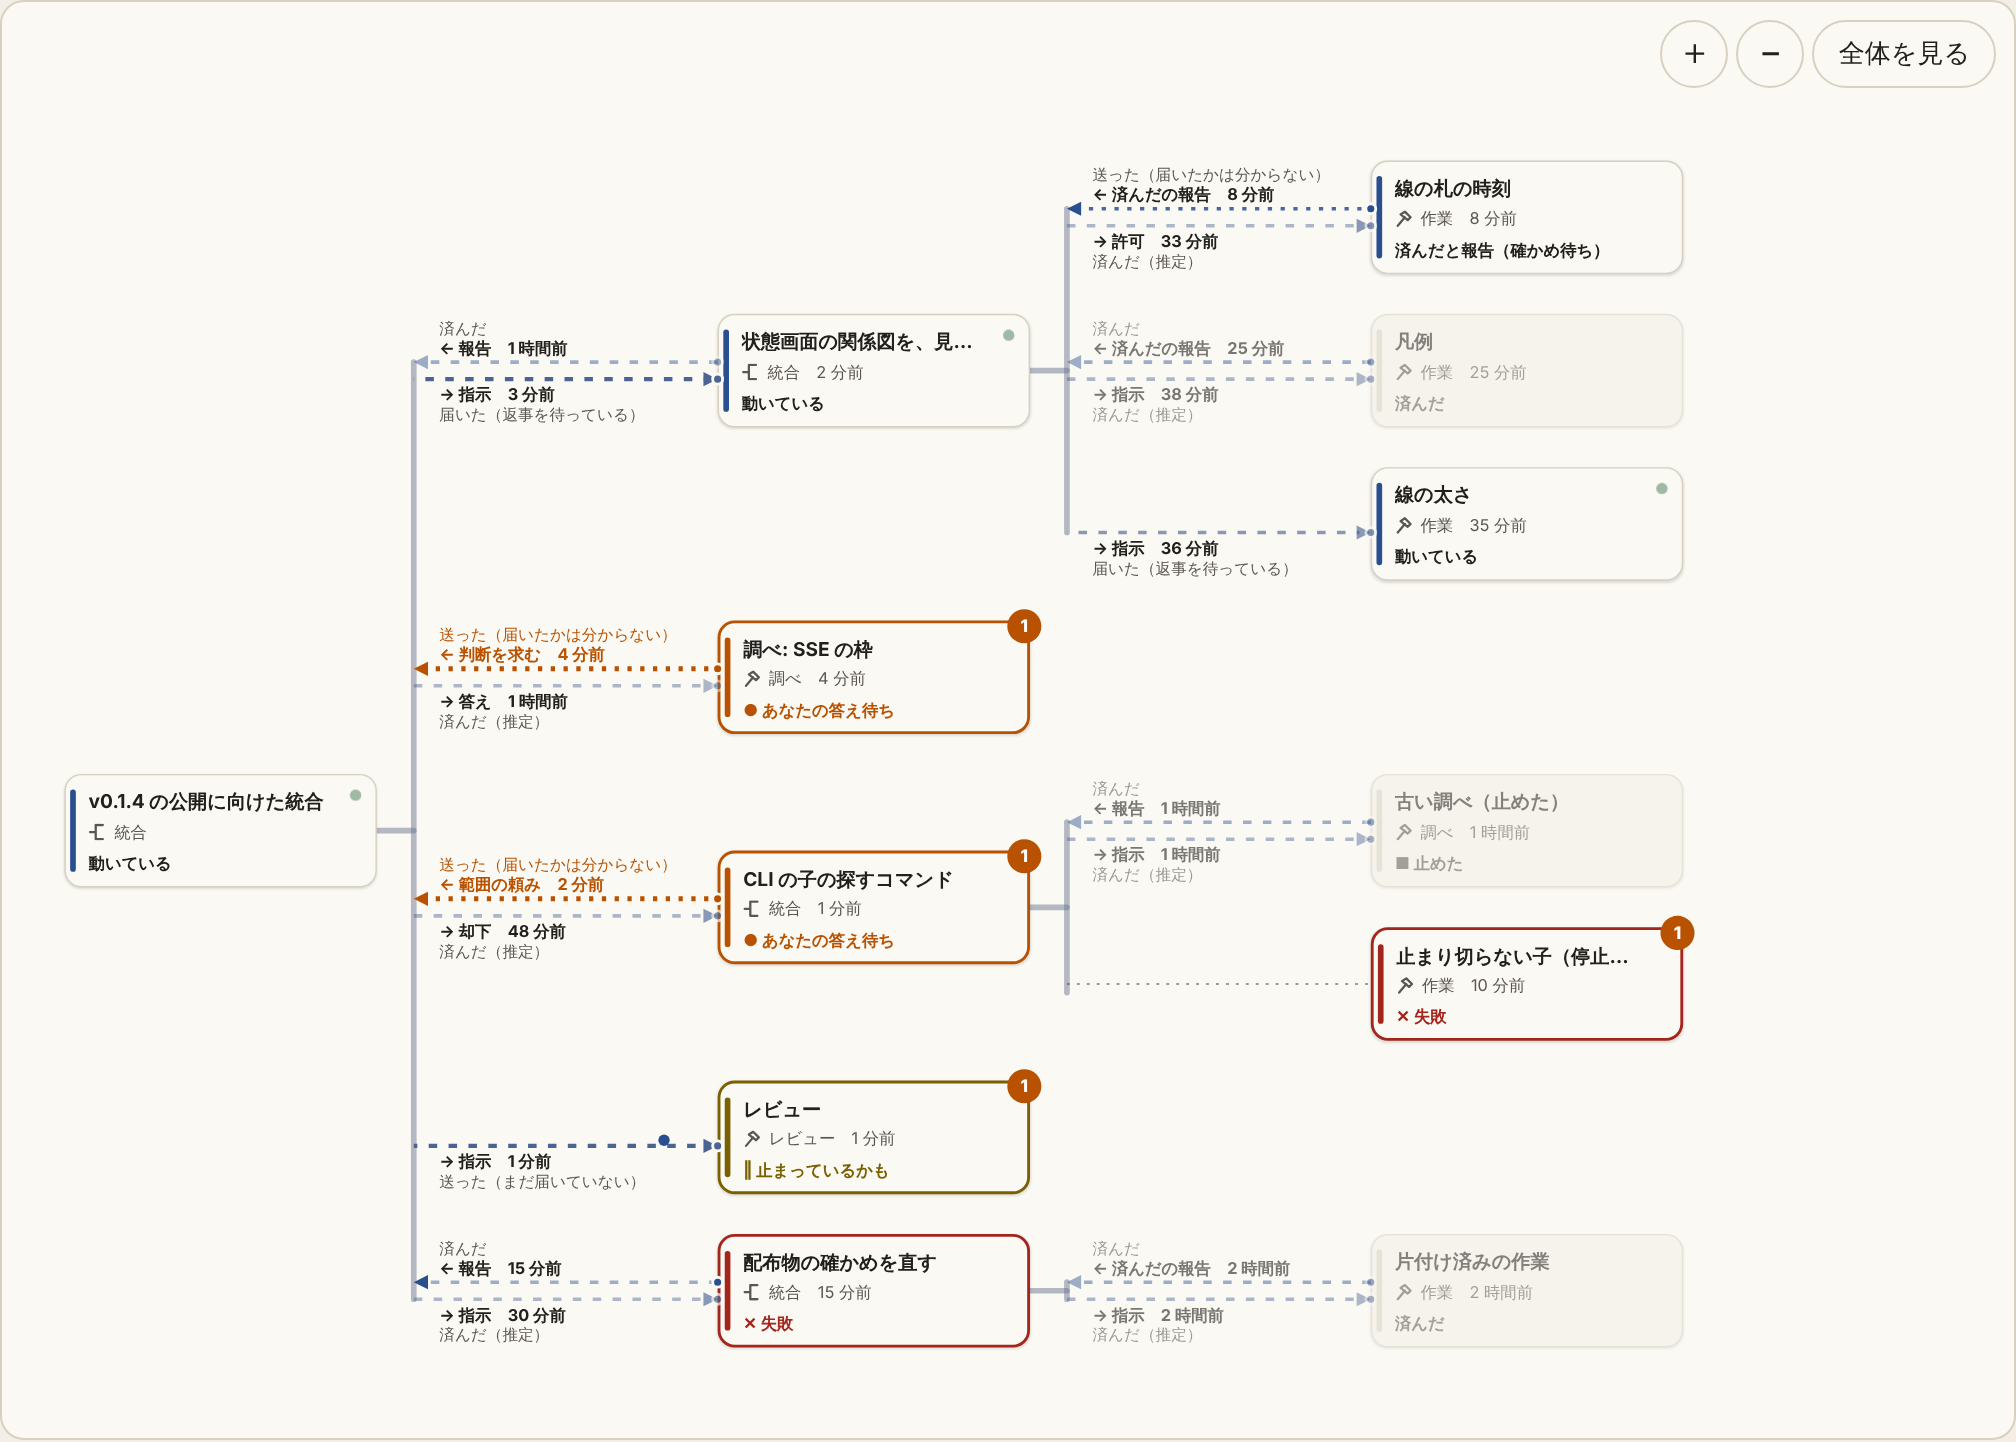 +
−
全体を見る
送った（届いたかは分からない）
← 済んだの報告 8 分前
→ 許可 33 分前
済んだ（推定）
線の札の時刻
作業 8 分前
済んだと報告（確かめ待ち）
済んだ
← 報告 1 時間前
→ 指示 3 分前
届いた（返事を待っている）
状態画面の関係図を、見…
統合 2 分前
動いている
済んだ
← 済んだの報告 25 分前
→ 指示 38 分前
済んだ（推定）
凡例
作業 25 分前
済んだ
→ 指示 36 分前
届いた（返事を待っている）
線の太さ
作業 35 分前
動いている
送った（届いたかは分からない）
← 判断を求む 4 分前
→ 答え 1 時間前
済んだ（推定）
1
調べ: SSE の枠
調べ 4 分前
● あなたの答え待ち
v0.1.4 の公開に向けた統合
統合
動いている
送った（届いたかは分からない）
← 範囲の頼み 2 分前
→ 却下 48 分前
済んだ（推定）
1
CLI の子の探すコマンド
統合 1 分前
● あなたの答え待ち
済んだ
← 報告 1 時間前
→ 指示 1 時間前
済んだ（推定）
古い調べ（止めた）
調べ 1 時間前
■ 止めた
1
止まり切らない子（停止…
作業 10 分前
✕ 失敗
→ 指示 1 分前
送った（まだ届いていない）
1
レビュー
レビュー 1 分前
‖ 止まっているかも
済んだ
← 報告 15 分前
→ 指示 30 分前
済んだ（推定）
配布物の確かめを直す
統合 15 分前
✕ 失敗
済んだ
← 済んだの報告 2 時間前
→ 指示 2 時間前
済んだ（推定）
片付け済みの作業
作業 2 時間前
済んだ